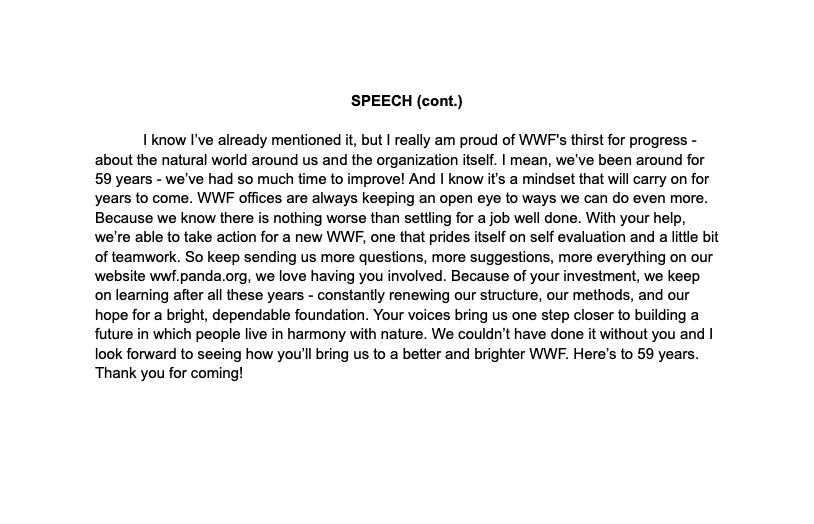 SPEECH (cont.)
I know I’ve already mentioned it, but I really am proud of WWF's thirst for progress -
about the natural world around us and the organization itself. I mean, we’ve been around for
59 years - we’ve had so much time to improve! And I know it’s a mindset that will carry on for
years to come. WWF offices are always keeping an open eye to ways we can do even more.
Because we know there is nothing worse than settling for a job well done. With your help,
we’re able to take action for a new WWF, one that prides itself on self evaluation and a little bit
of teamwork. So keep sending us more questions, more suggestions, more everything on our
website wwf.panda.org, we love having you involved. Because of your investment, we keep
on learning after all these years - constantly renewing our structure, our methods, and our
hope for a bright, dependable foundation. Your voices bring us one step closer to building a
future in which people live in harmony with nature. We couldn’t have done it without you and I
look forward to seeing how you’ll bring us to a better and brighter WWF. Here’s to 59 years.
Thank you for coming!